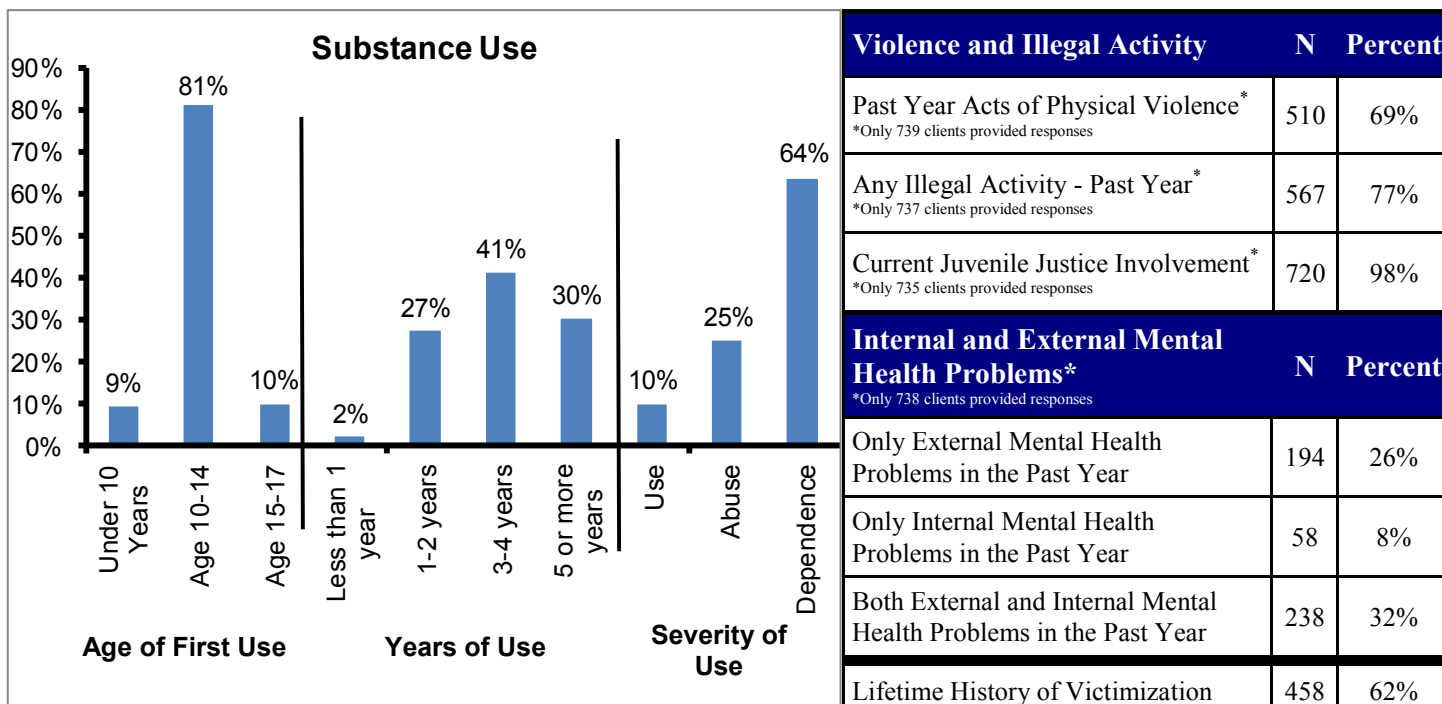 Substance Use
90%
80%
70%
60%
50%
40%
30%
20%
10%
0%
9%
81%
10%
2%
27%
41%
30%
10%
25%
64%
Under 10
Years
Age 10-14
Age 15-17
Less than 1
year
1-2 years
3-4 years
5 or more
years
Use
Abuse
Dependence
Age of First Use
Years of Use
Severity of
Use
Violence and Illegal Activity N Percent
Past Year Acts of Physical Violence* 510 69%
*Only 739 clients provided responses
Any Illegal Activity - Past Year* 567 77%
*Only 737 clients provided responses
Current Juvenile Justice Involvement* 720 98%
*Only 735 clients provided responses
Internal and External Mental
Health Problems* N Percent
*Only 738 clients provided responses
Only External Mental Health
Problems in the Past Year 194 26%
Only Internal Mental Health
Problems in the Past Year 58 8%
Both External and Internal Mental
Health Problems in the Past Year 238 32%
Lifetime History of Victimization 458 62%